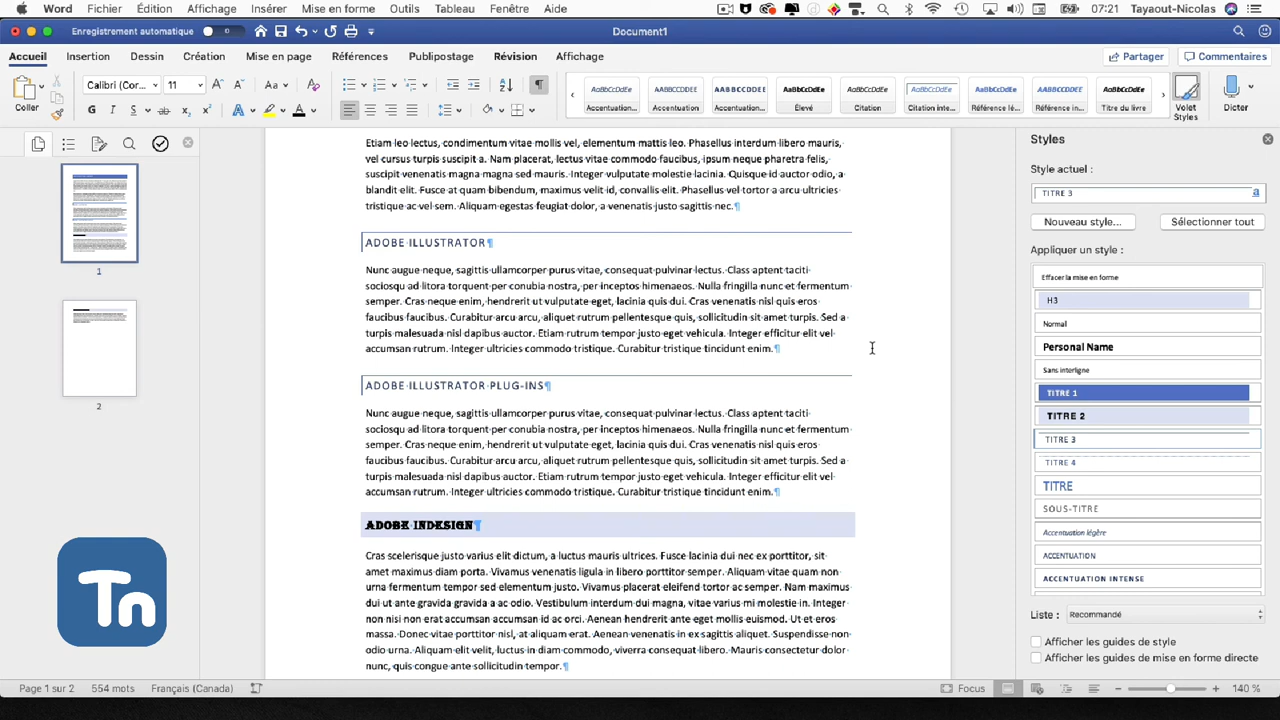 Word Fichier Édition Affichage Insérer Mise en forme Outils Tableau Fenêtre Aide 07:21 Tayaout-Nicolas
Enregistrement automatique Document1
Accueil Insertion Dessin Création Mise en page Références Publipostage Révision Affichage Partager Commentaires
Coller Calibri (Cor... 11
AaBbCcDdEe AaBbCcDdEe AaBbCcDdEe AaBbCcDdEe AaBbCcDdEe AaBbCcDdEe AaBbCcDdEe AaBbCcDdEe AaBbCcDdEe
Accentuation... Accentuation Accentuation... Élevé Citation Citation inte... Référence lé... Référence in... Titre du livre Volet Styles Dicter
1
2
Etiam·leo·lectus,·condimentum·vitae·mollis·vel,·elementum·mattis·leo.·Phasellus·interdum·libero·mauris,·
vel·cursus·turpis·suscipit·a.·Nam·placerat,·lectus·vitae·commodo·faucibus,·ipsum·neque·pharetra·felis,·
suscipit·venenatis·magna·magna·sed·mauris.·Integer·vulputate·molestie·lacinia.·Quisque·id·auctor·odio,·a·
blandit·elit.·Fusce·at·quam·bibendum,·maximus·velit·id,·convallis·elit.·Phasellus·vel·tortor·a·arcu·ultricies·
tristique·ac·vel·sem.·Aliquam·egestas·feugiat·dolor,·a·venenatis·justo·sagittis·nec.¶
ADOBE·ILLUSTRATOR¶
Nunc·augue·neque,·sagittis·ullamcorper·purus·vitae,·consequat·pulvinar·lectus.·Class·aptent·taciti·
sociosqu·ad·litora·torquent·per·conubia·nostra,·per·inceptos·himenaeos.·Nulla·fringilla·nunc·et·fermentum·
semper.·Cras·neque·enim,·hendrerit·ut·vulputate·eget,·lacinia·quis·dui.·Cras·venenatis·nisl·quis·eros·
faucibus·faucibus.·Curabitur·arcu·arcu,·aliquet·rutrum·pellentesque·quis,·sollicitudin·sit·amet·turpis.·Sed·a·
turpis·malesuada·nisl·dapibus·auctor.·Etiam·rutrum·tempor·justo·eget·vehicula.·Integer·efficitur·elit·vel·
accumsan·rutrum.·Integer·ultricies·commodo·tristique.·Curabitur·tristique·tincidunt·enim.¶
ADOBE·ILLUSTRATOR·PLUG-INS¶
Nunc·augue·neque,·sagittis·ullamcorper·purus·vitae,·consequat·pulvinar·lectus.·Class·aptent·taciti·
sociosqu·ad·litora·torquent·per·conubia·nostra,·per·inceptos·himenaeos.·Nulla·fringilla·nunc·et·fermentum·
semper.·Cras·neque·enim,·hendrerit·ut·vulputate·eget,·lacinia·quis·dui.·Cras·venenatis·nisl·quis·eros·
faucibus·faucibus.·Curabitur·arcu·arcu,·aliquet·rutrum·pellentesque·quis,·sollicitudin·sit·amet·turpis.·Sed·a·
turpis·malesuada·nisl·dapibus·auctor.·Etiam·rutrum·tempor·justo·eget·vehicula.·Integer·efficitur·elit·vel·
accumsan·rutrum.·Integer·ultricies·commodo·tristique.·Curabitur·tristique·tincidunt·enim.¶
ADOBE·INDESIGN¶
Cras·scelerisque·justo·varius·elit·dictum,·a·luctus·mauris·ultrices.·Fusce·lacinia·dui·nec·ex·porttitor,·sit·
amet·maximus·diam·porta.·Vivamus·venenatis·ligula·in·libero·porttitor·semper.·Aliquam·vitae·quam·non·
urna·fermentum·tempor·sed·elementum·justo.·Vivamus·placerat·eleifend·tortor·ac·semper.·Nam·maximus·
dui·ut·ante·gravida·gravida·a·ac·odio.·Vestibulum·interdum·dui·magna,·vitae·varius·mi·molestie·in.·Integer·
non·nisi·non·erat·accumsan·accumsan·id·ac·orci.·Aenean·hendrerit·ante·eget·mollis·euismod.·Ut·et·eros·
massa.·Donec·vitae·porttitor·nisl,·at·aliquam·erat.·Aenean·venenatis·in·ex·sagittis·aliquet.·Suspendisse·non·
odio·urna.·Aliquam·velit,·luctus·in·diam·commodo,·viverra·consequat·libero.·Mauris·consectetur·dolor·
nunc,·quis·congue·ante·sollicitudin·tempor.¶
Tn
Styles
Style actuel :
TITRE 3 a
Nouveau style... Sélectionner tout
Appliquer un style :
Effacer la mise en forme
H3
Normal
Personal Name
Sans interligne
TITRE 1
TITRE 2
TITRE 3
TITRE 4
TITRE
SOUS-TITRE
Accentuation légère
ACCENTUATION
ACCENTUATION INTENSE
Liste : Recommandé
Afficher les guides de style
Afficher les guides de mise en forme directe
Page 1 sur 2 554 mots Français (Canada) Focus 140 %